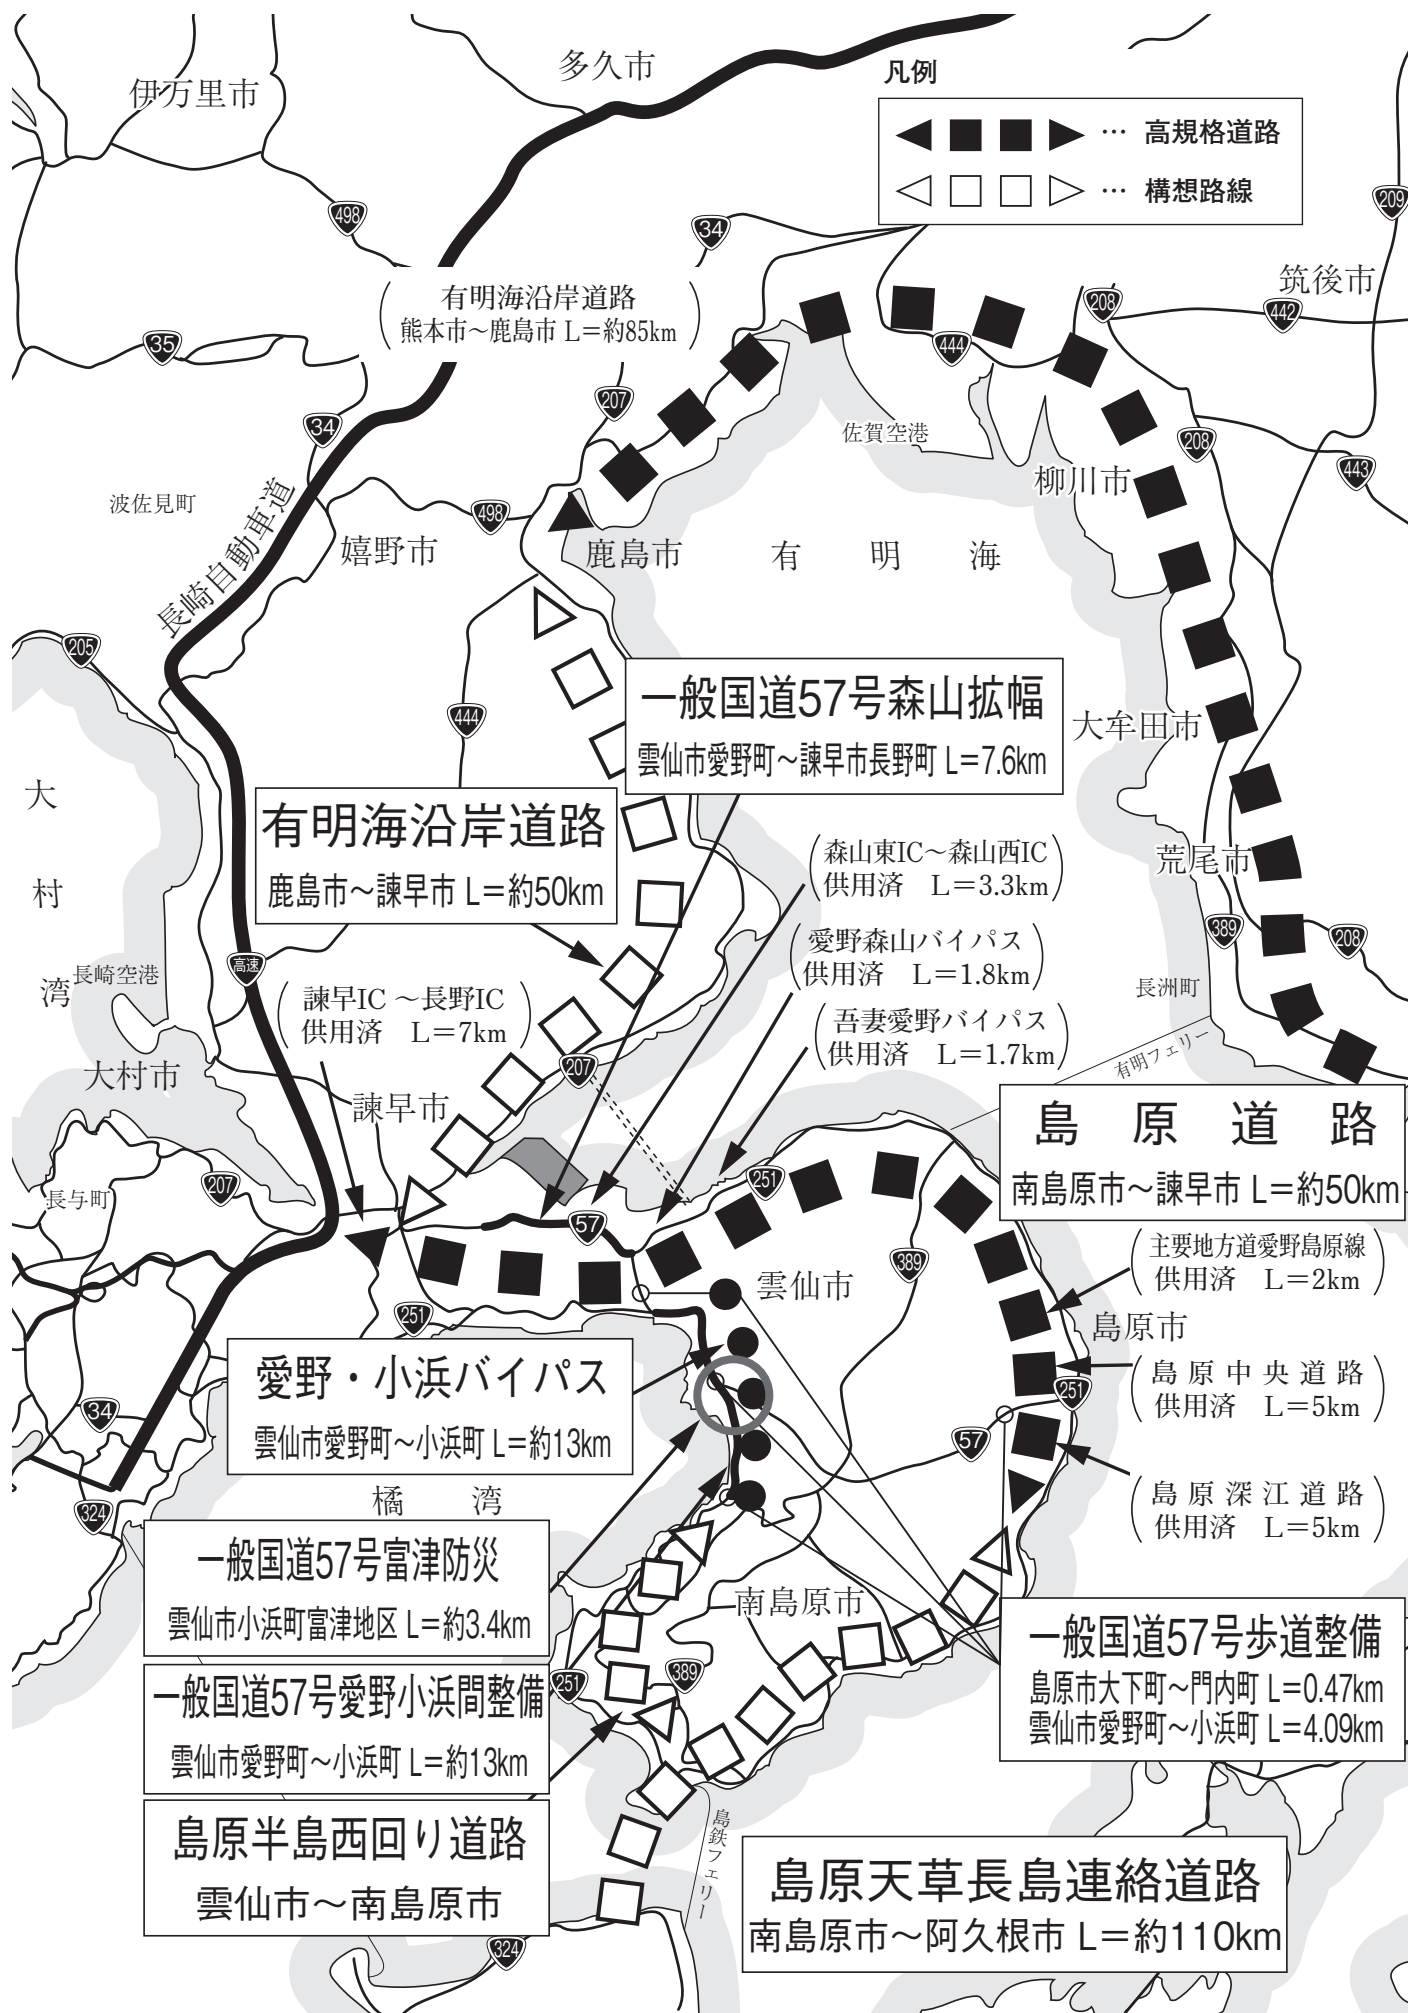 伊万里市
多久市
凡例
… 高規格道路
… 構想路線
209
498
34
有明海沿岸道路
熊本市～鹿島市 L＝約85km
筑後市
208
442
35
444
207
34
佐賀空港
208
443
柳川市
波佐見町
498
長崎自動車道
嬉野市
鹿島市
有明海
205
一般国道57号森山拡幅
雲仙市愛野町～諫早市長野町 L＝7.6km
444
大牟田市
大村湾
有明海沿岸道路
鹿島市～諫早市 L＝約50km
森山東IC～森山西IC
供用済 L＝3.3km
荒尾市
389
208
愛野森山バイパス
供用済 L＝1.8km
高速
長崎空港
諫早IC ～長野IC
供用済 L＝7km
長洲町
吾妻愛野バイパス
供用済 L＝1.7km
有明フェリー
207
大村市
諫早市
島原道路
南島原市～諫早市 L＝約50km
長与町
207
251
57
主要地方道愛野島原線
供用済 L＝2km
389
雲仙市
251
島原市
愛野・小浜バイパス
雲仙市愛野町～小浜町 L＝約13km
島原中央道路
供用済 L＝5km
251
34
57
橘湾
島原深江道路
供用済 L＝5km
324
一般国道57号富津防災
雲仙市小浜町富津地区 L＝約3.4km
南島原市
一般国道57号歩道整備
島原市大下町～門内町 L＝0.47km
雲仙市愛野町～小浜町 L＝4.09km
一般国道57号愛野小浜間整備
雲仙市愛野町～小浜町 L＝約13km
251
389
島原半島西回り道路
雲仙市～南島原市
島鉄フェリー
島原天草長島連絡道路
南島原市～阿久根市 L＝約110km
324